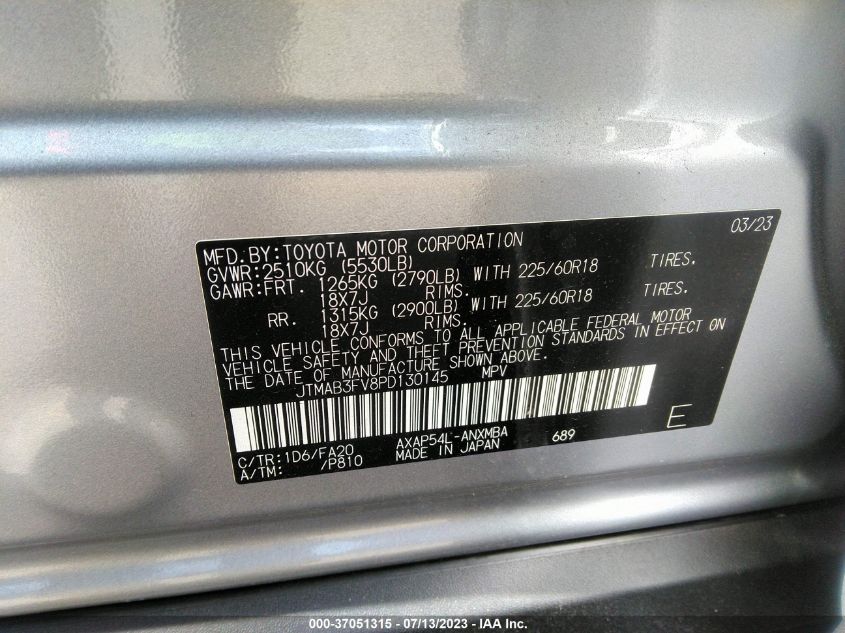 03/23
MFD.BY:TOYOTA MOTOR CORPORATION
GVWR:2510KG (5530LB)
GAWR:FRT. 1265KG (2790LB) WITH 225/60R18 TIRES.
18X7J RIMS.
RR. 1315KG (2900LB) WITH 225/60R18 TIRES.
18X7J RIMS.
THIS VEHICLE CONFORMS TO ALL APPLICABLE FEDERAL MOTOR
VEHICLE SAFETY AND THEFT PREVENTION STANDARDS IN EFFECT ON
THE DATE OF MANUFACTURE SHOWN ABOVE.
JTMAB3FV8PD130145 MPV
C/TR:1D6/FA20 AXAP54L-ANXMBA 689 E
A/TM: /P810 MADE IN JAPAN
000-37051315 - 07/13/2023 - IAA Inc.